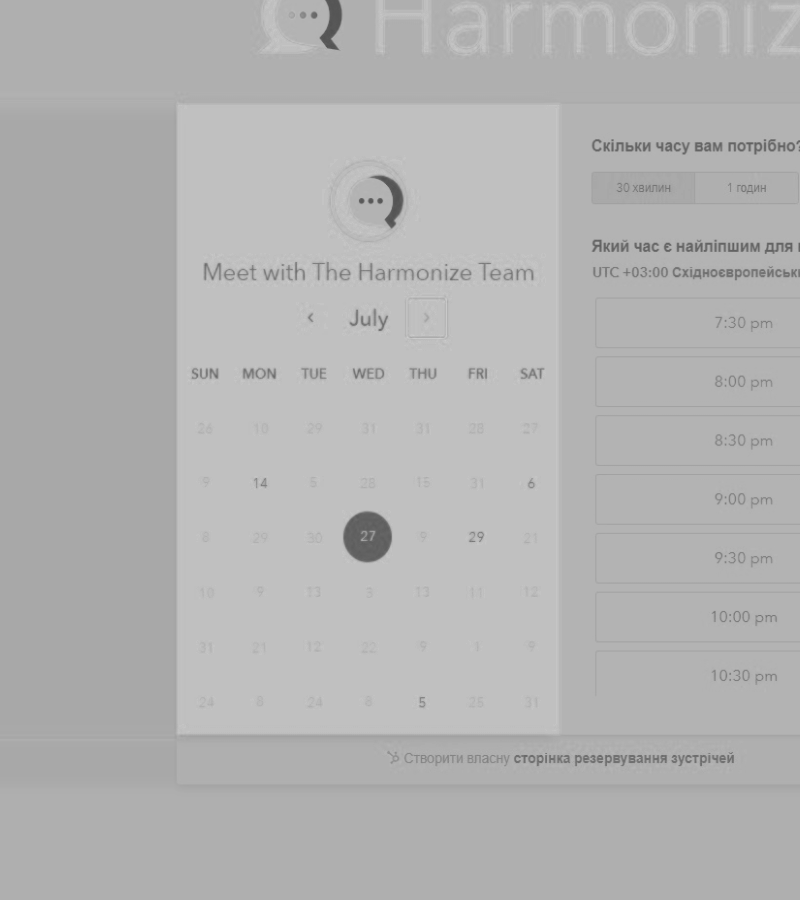 Harmoniz
Meet with The Harmonize Team
July
SUN MON TUE WED THU FRI SAT
26 10 29 31 31 28 27
9 14 5 28 15 31 6
8 29 30 27 9 29 21
10 9 13 3 13 11 12
31 21 12 22 9 1 9
24 8 24 8 5 26 31
Скільки часу вам потрібно?
30 хвилин 1 годин
Який час є найліпшим для
UTC +03:00 Східноєвропейськ
7:30 pm
8:00 pm
8:30 pm
9:00 pm
9:30 pm
10:00 pm
10:30 pm
Створити власну сторінка резервування зустрічей